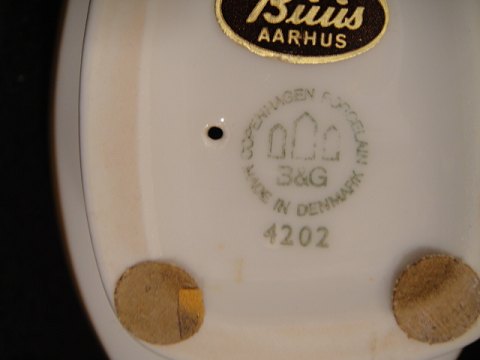 Buus
AARHUS
COPENHAGEN PORCELAIN
B&G
MADE IN DENMARK
4202